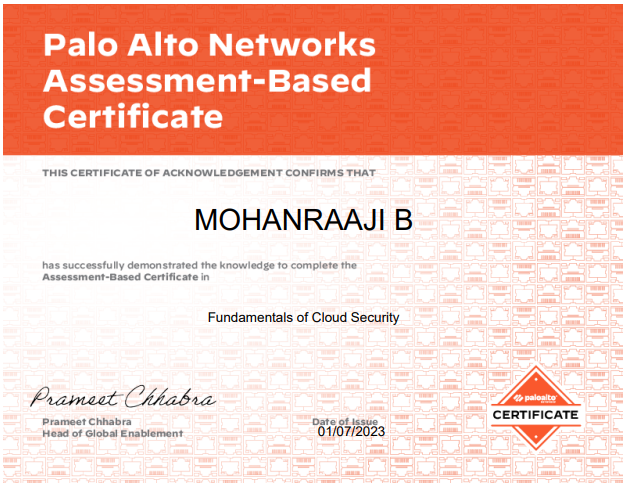 Palo Alto Networks
Assessment-Based
Certificate
THIS CERTIFICATE OF ACKNOWLEDGEMENT CONFIRMS THAT
MOHANRAAJI B
has successfully demonstrated the knowledge to complete the
Assessment-Based Certificate in
Fundamentals of Cloud Security
Prameet Chhabra
Prameet Chhabra
Head of Global Enablement
Date of Issue
01/07/2023
paloalto
CERTIFICATE